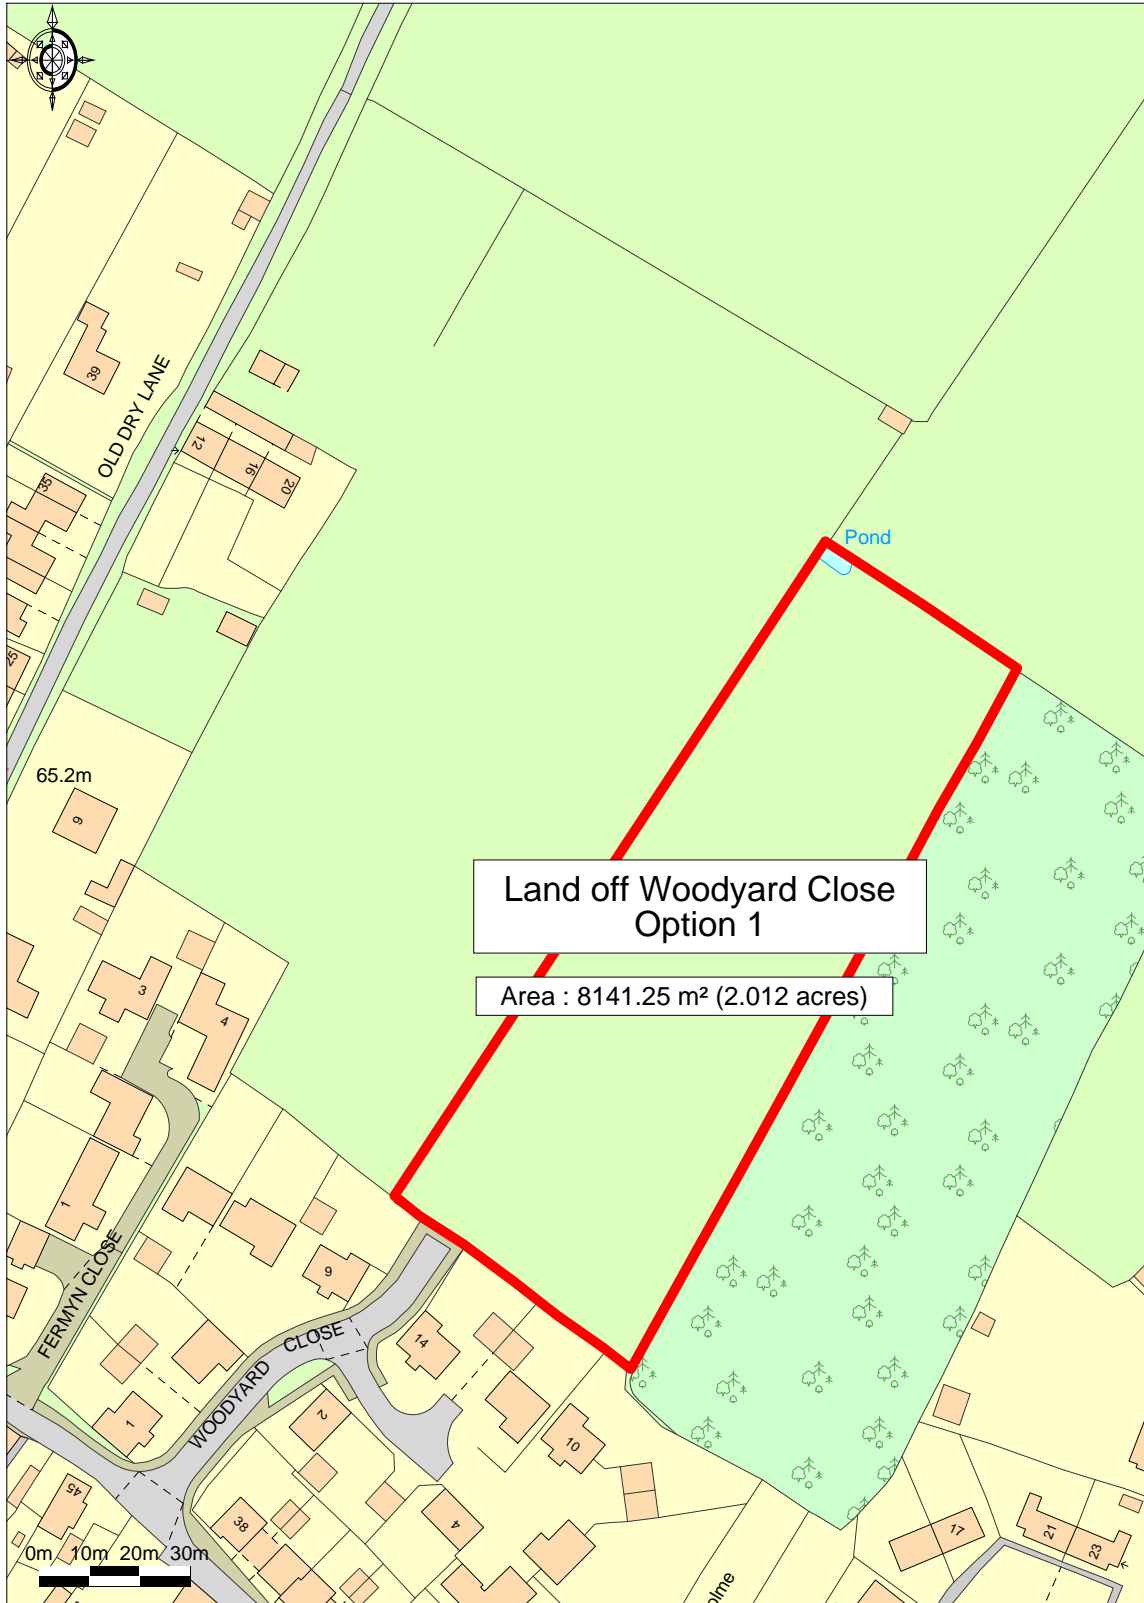 39
OLD DRY LANE
12
16
20
35
Pond
25
65.2m
9
Land off Woodyard Close
Option 1
Area : 8141.25 m² (2.012 acres)
3
4
1
FERMYN CLOSE
9
WOODYARD CLOSE
14
1
2
10
45
38
4
17
21
23
0m 10m 20m 30m